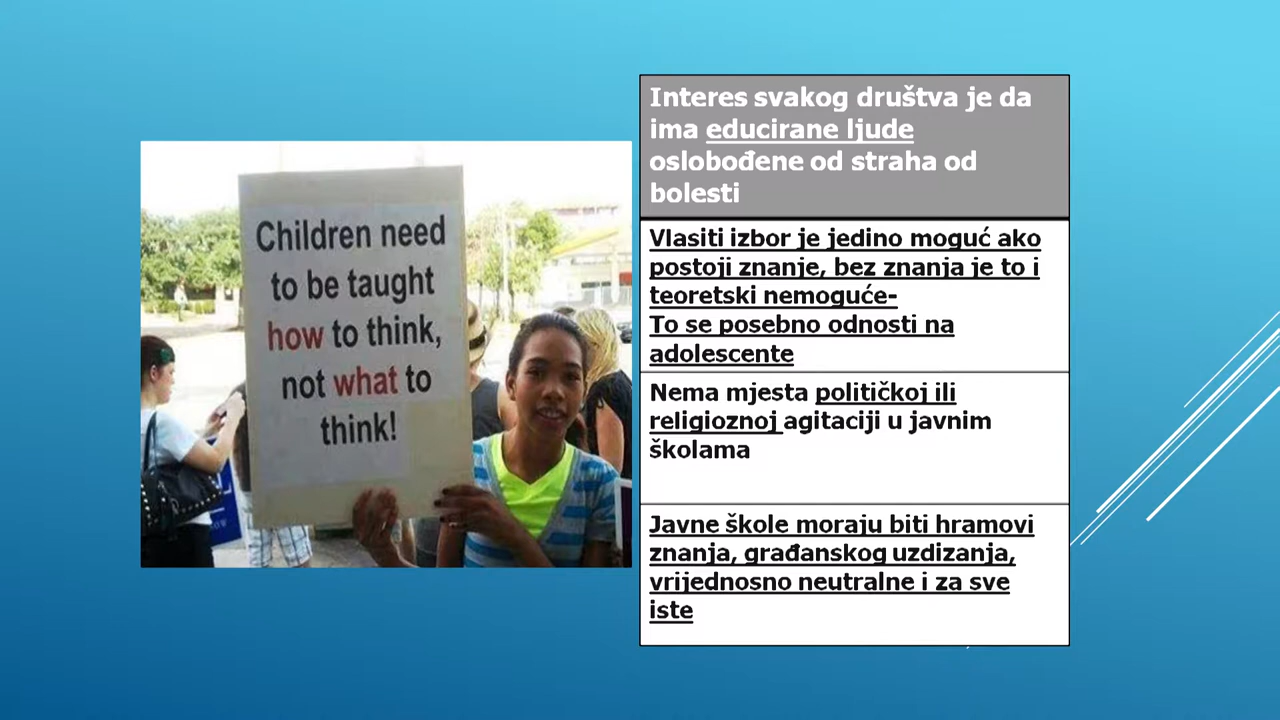 Children need
to be taught
how to think,
not what to
think!
Interes svakog društva je da
ima educirane ljude
oslobođene od straha od
bolesti
Vlasiti izbor je jedino moguć ako
postoji znanje, bez znanja je to i
teoretski nemoguće-
To se posebno odnosti na
adolescente
Nema mjesta političkoj ili
religioznoj agitaciji u javnim
školama
Javne škole moraju biti hramovi
znanja, građanskog uzdizanja,
vrijednosno neutralne i za sve
iste